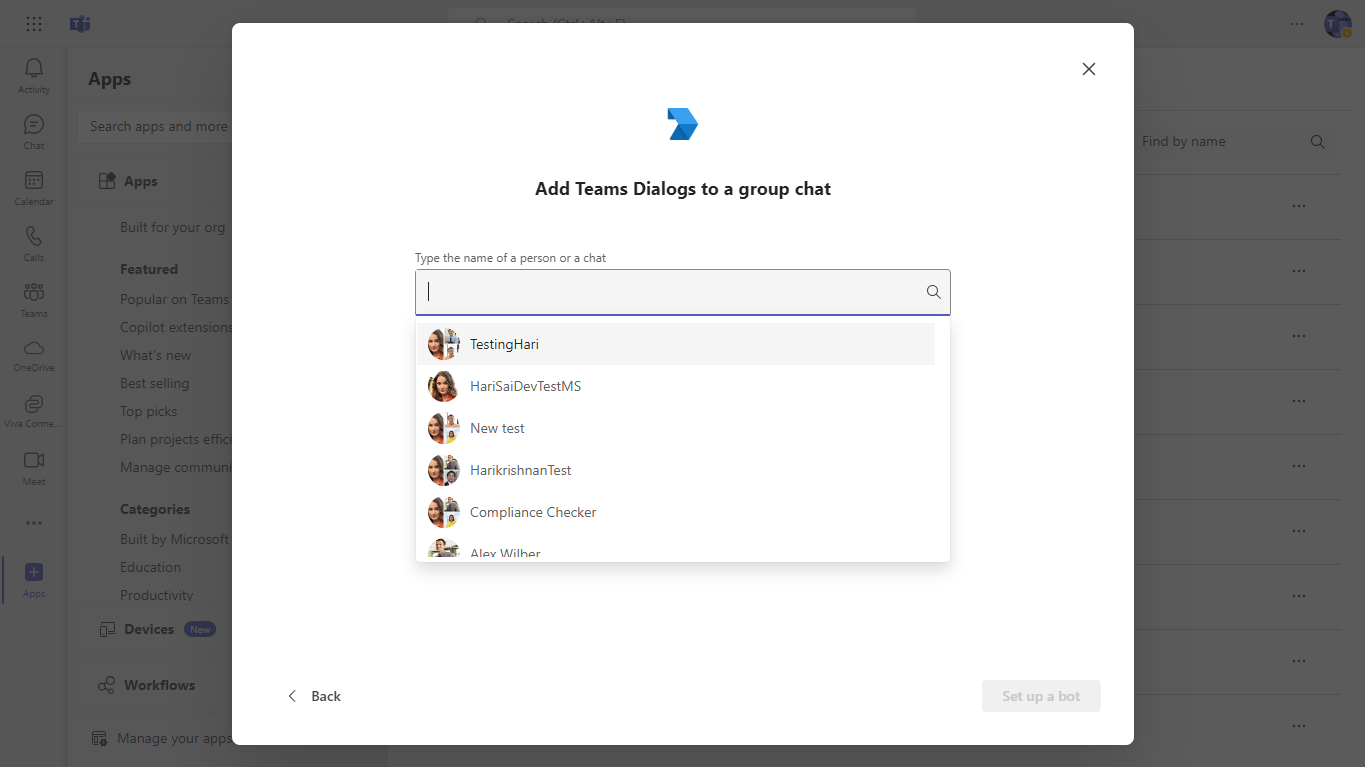 Search (Ctrl+Alt+E)
Activity
Chat
Calendar
Calls
Teams
OneDrive
Viva Conne...
Meet
Apps
Apps
Search apps and more
Apps
Built for your org
Featured
Popular on Teams
Copilot extensions
What's new
Best selling
Top picks
Plan projects effici
Manage communi
Categories
Built by Microsoft
Education
Productivity
Devices New
Workflows
Manage your apps
Add Teams Dialogs to a group chat
Type the name of a person or a chat
TestingHari
HariSaiDevTestMS
New test
HarikrishnanTest
Compliance Checker
Alex Wilber
Back
Set up a bot
Find by name